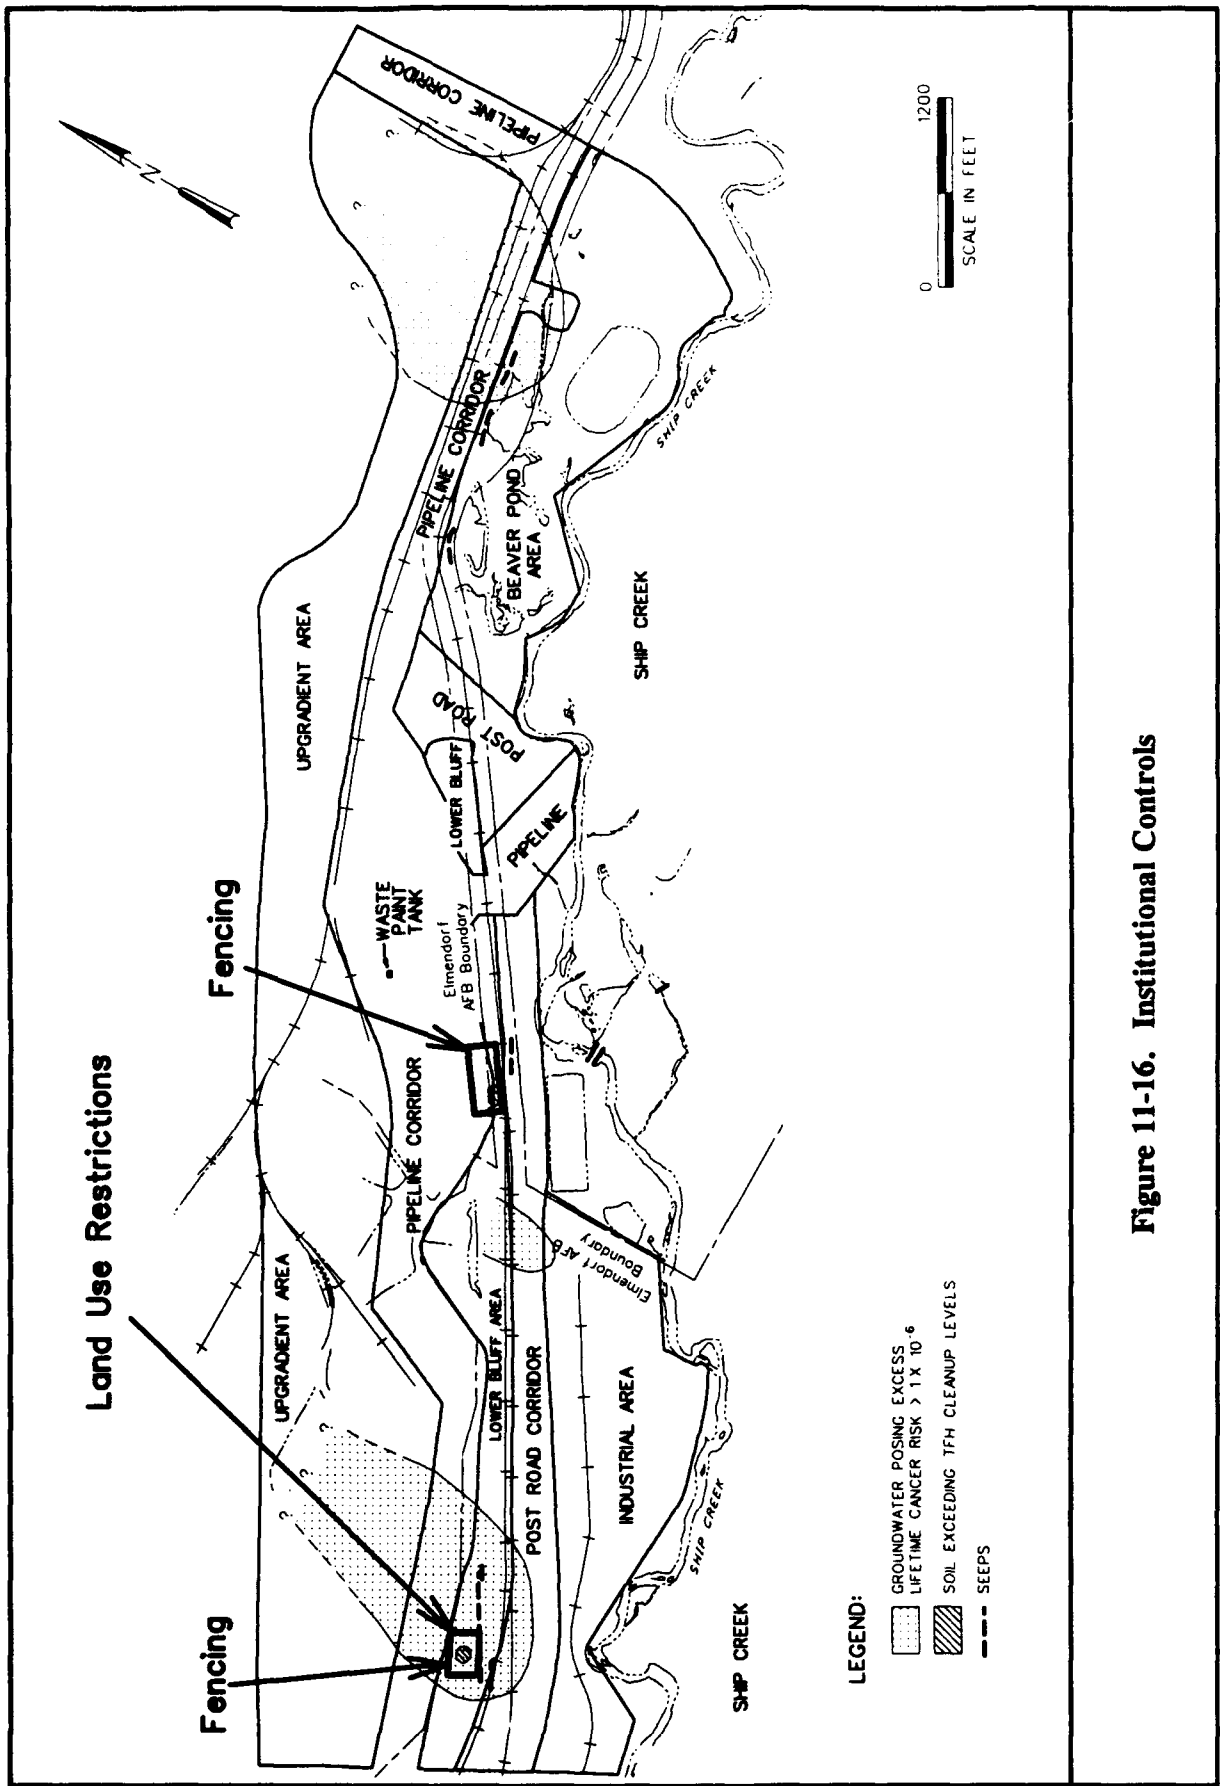 Land Use Restrictions
Fencing
Fencing
UPGRADIENT AREA
UPGRADIENT AREA
PIPELINE CORRIDOR
N
WASTE
PAINT
TANK
Elmendorf
AFB Boundary
PIPELINE CORRIDOR
PIPELINE CORRIDOR
LOWER BLUFF
POST ROAD
PIPELINE
BEAVER POND
AREA
LOWER BLUFF AREA
POST ROAD CORRIDOR
Elmendorf AFB
Boundary
INDUSTRIAL AREA
SHIP CREEK
SHIP CREEK
SHIP CREEK
SHIP CREEK
?
?
?
?
?
LEGEND:
GROUNDWATER POSING EXCESS
LIFETIME CANCER RISK > 1 X 10⁻⁶
SOIL EXCEEDING TFH CLEANUP LEVELS
SEEPS
0 1200
SCALE IN FEET
Figure 11-16. Institutional Controls